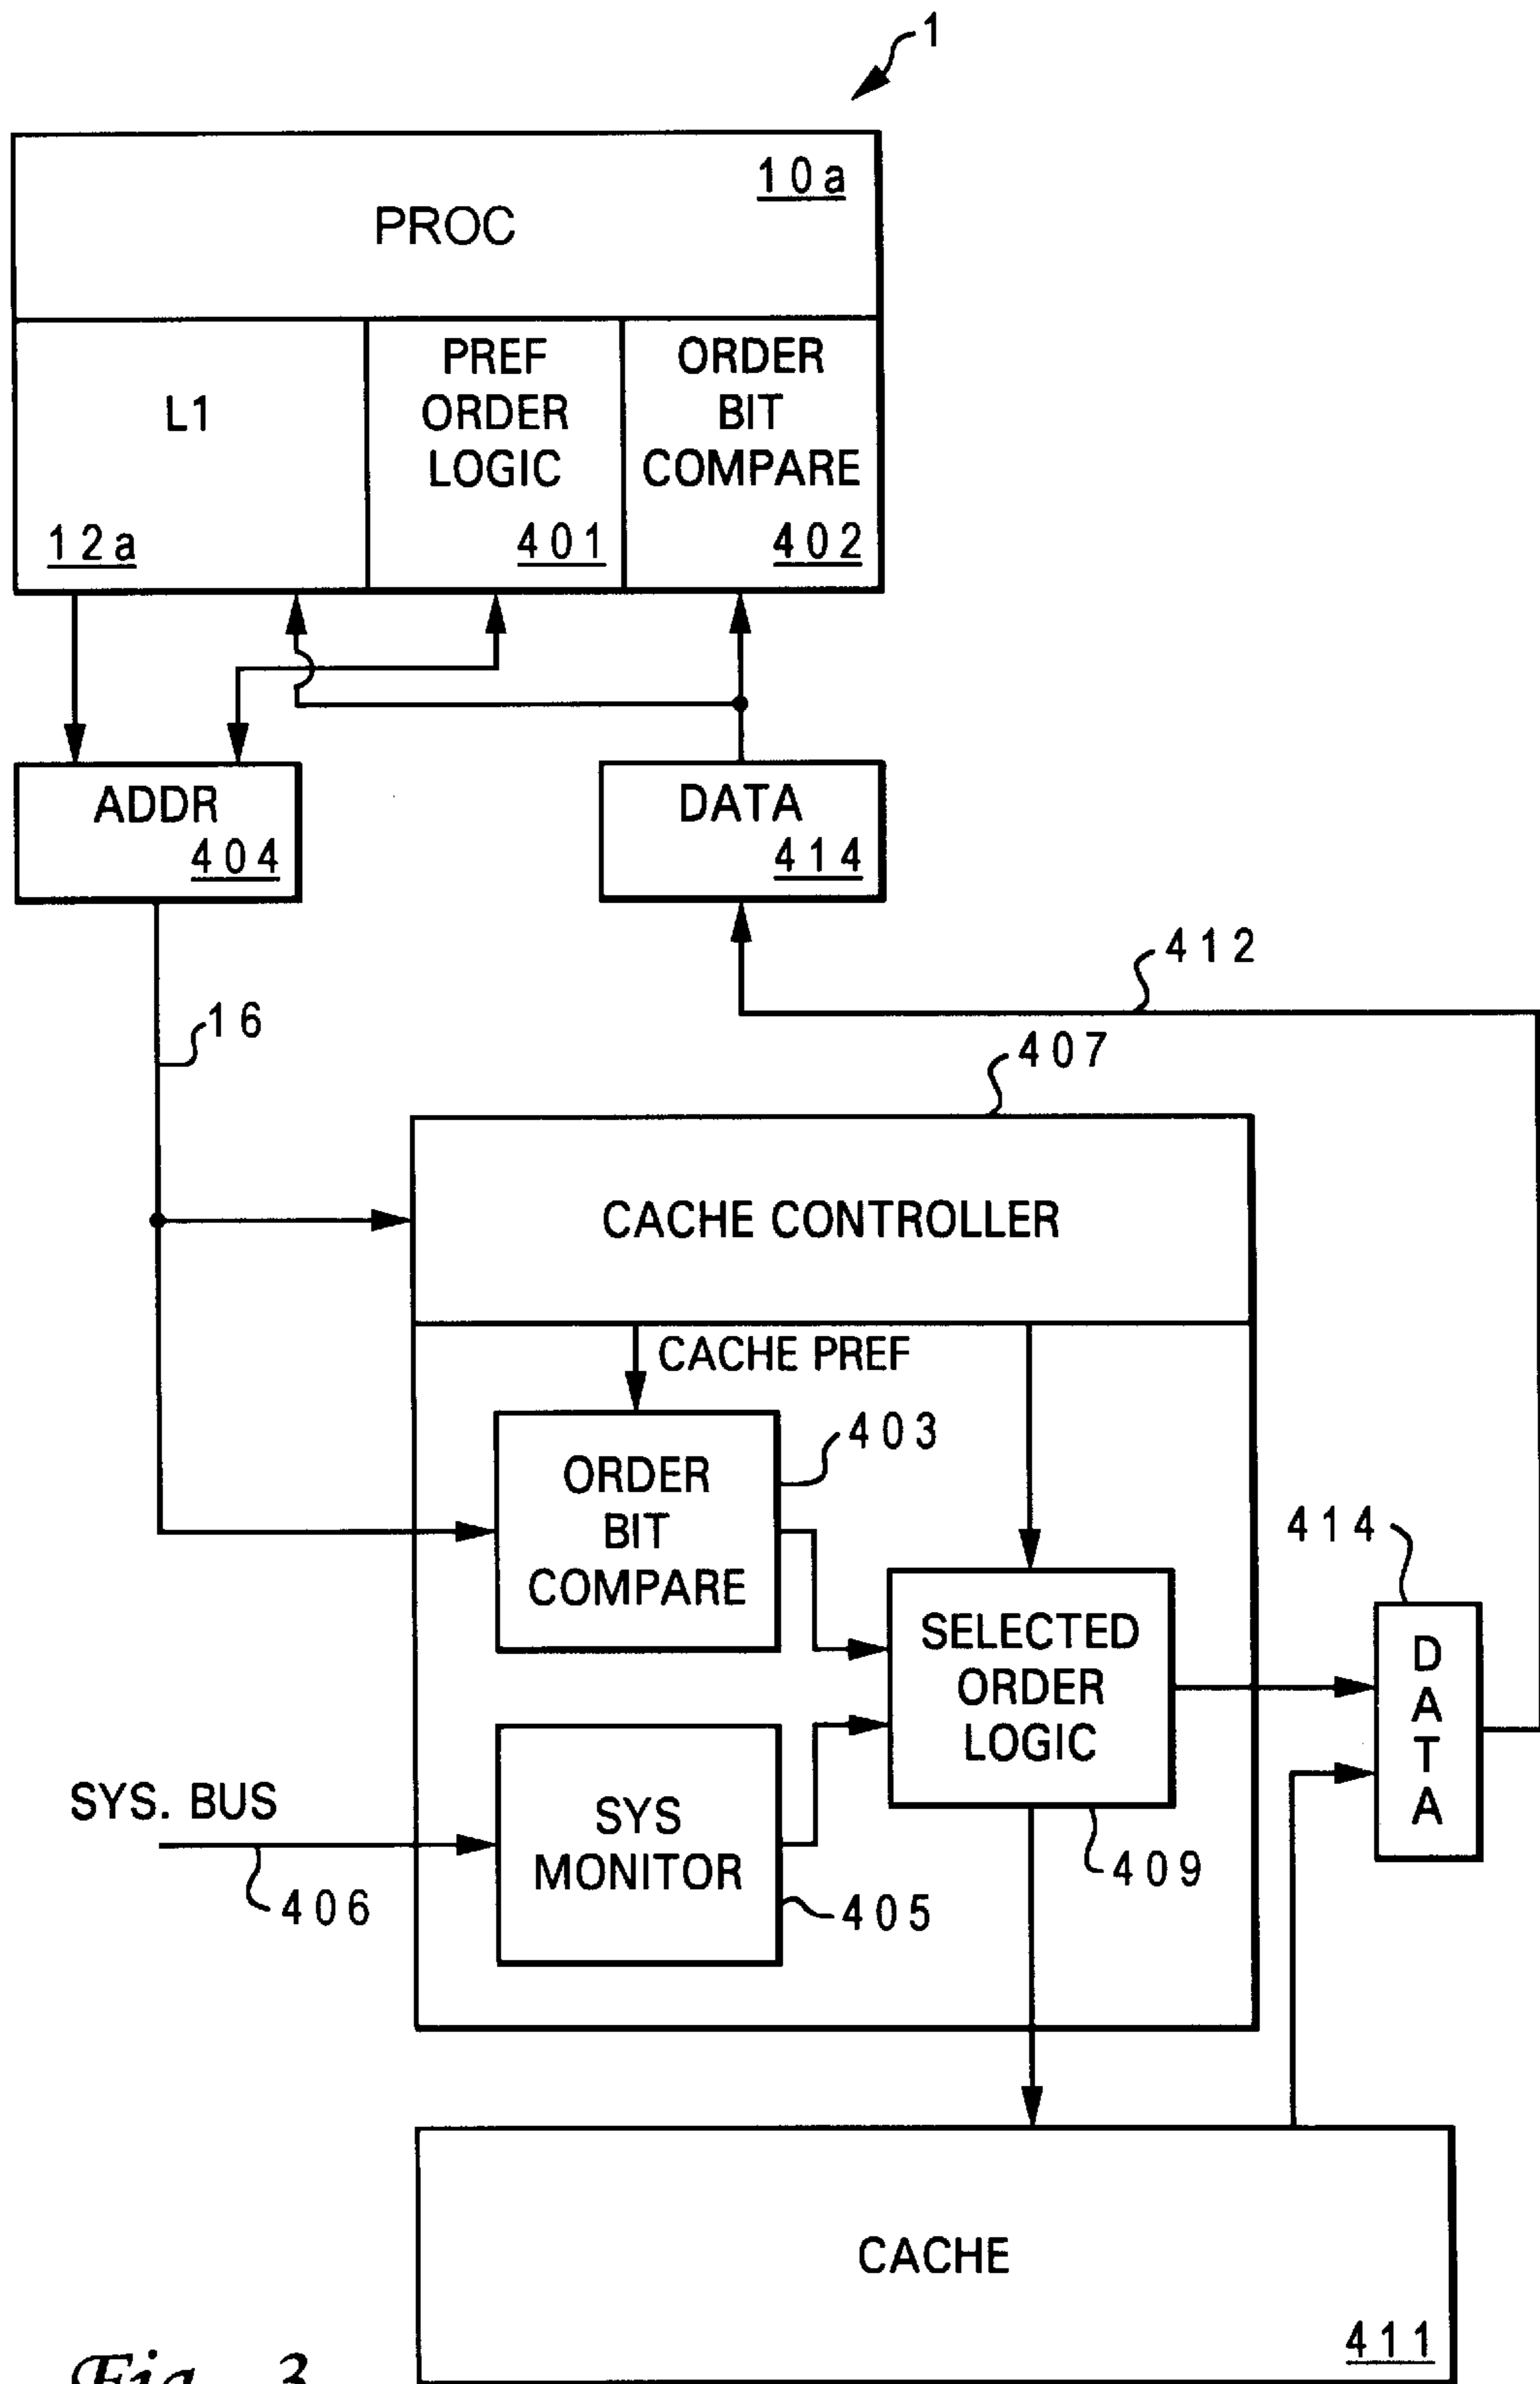 1
10a
PROC
L1
12a
PREF
ORDER
LOGIC
401
ORDER
BIT
COMPARE
402
ADDR
404
DATA
414
412
16
407
CACHE CONTROLLER
CACHE PREF
403
ORDER
BIT
COMPARE
414
SELECTED
ORDER
LOGIC
409
D
A
T
A
SYS. BUS
406
SYS
MONITOR
405
CACHE
411
Fig. 3